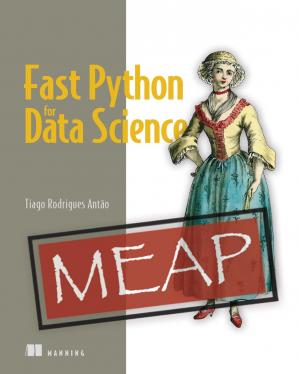 Fast Python
for
Data Science
Tiago Rodrigues Antão
MEAP
MANNING